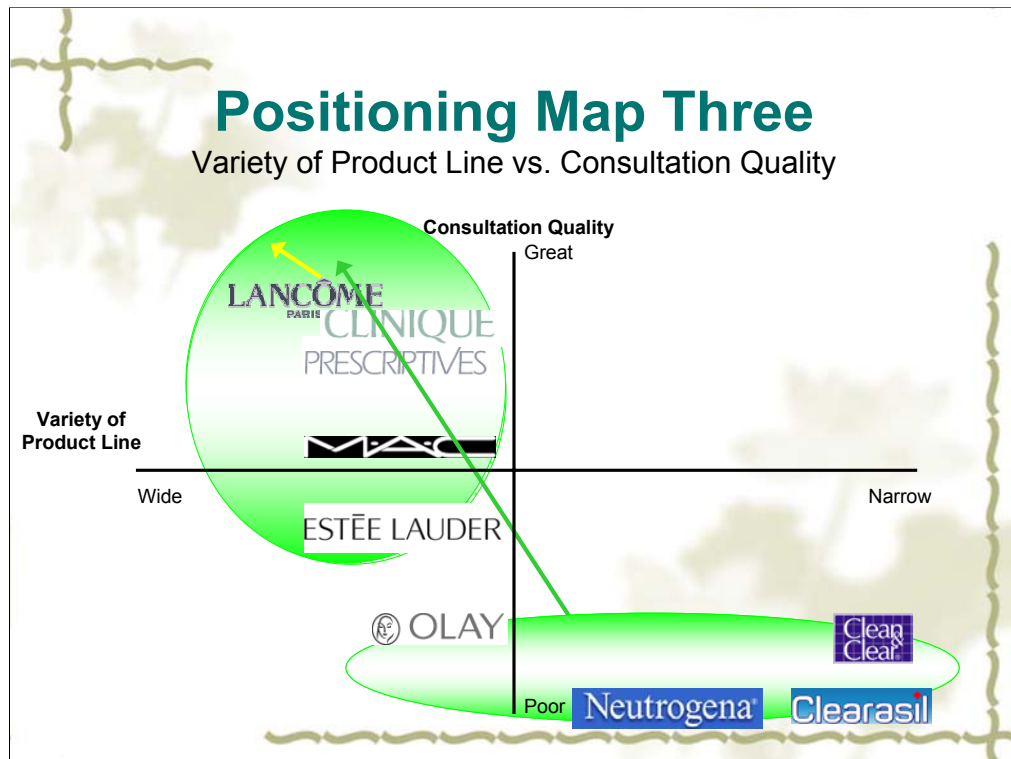 Positioning Map Three
Variety of Product Line vs. Consultation Quality
Consultation Quality
Great
LANCÔME
PARIS
CLINIQUE
PRESCRIPTIVES
Variety of
Product Line
M·A·C
Wide
Narrow
ESTĒE LAUDER
OLAY
Clean
&
Clear®
Poor
Neutrogena®
Clearasil